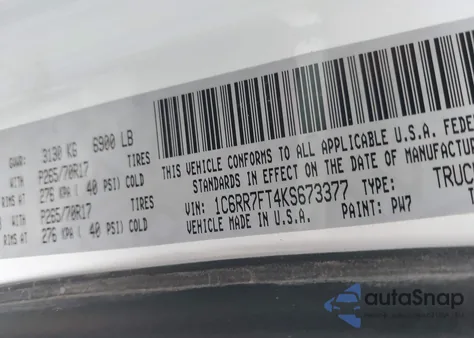 GVWR: 3130 KG 6900 LB
WITH P265/70R17 TIRES
RIMS AT 276 KPA ( 40 PSI) COLD
WITH P265/70R17 TIRES
RIMS AT 276 KPA ( 40 PSI) COLD
THIS VEHICLE CONFORMS TO ALL APPLICABLE U.S.A. FEDER
STANDARDS IN EFFECT ON THE DATE OF MANUFACTURE
VIN: 1C6RR7FT4KS673377 TYPE: TRUC
VEHICLE MADE IN U.S.A. PAINT: PW7
autoSnap